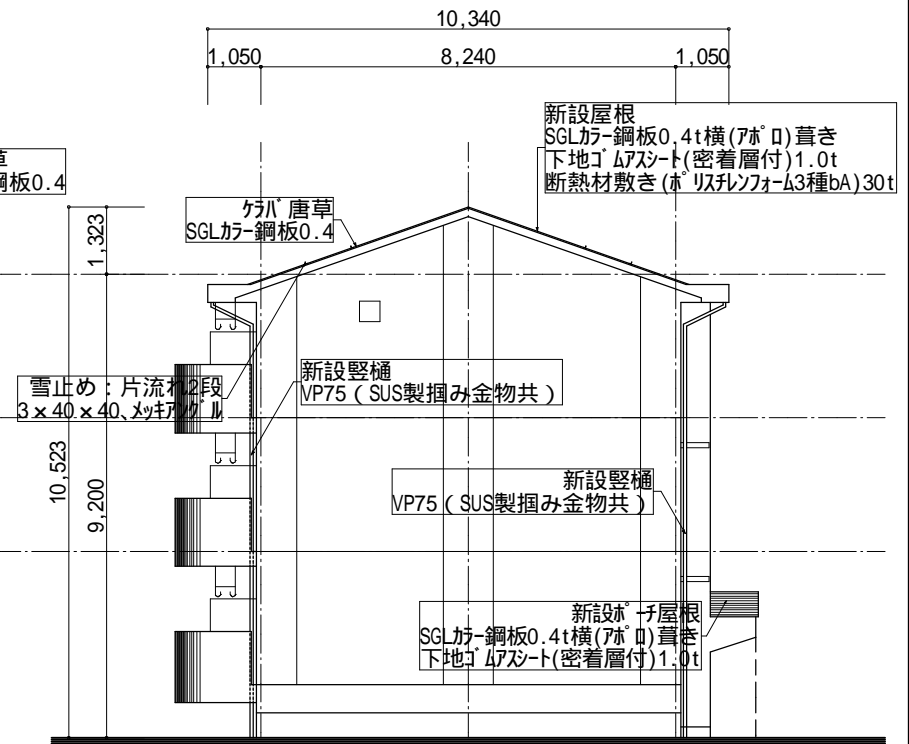 10,340
1,050
8,240
1,050
新設屋根
SGLカラー鋼板0.4t横(アポロ)葺き
下地ゴムアスシート(密着層付)1.0t
断熱材敷き(ポリスチレンフォーム3種bA)30t
草
鋼板0.4
ケラバ唐草
SGLカラー鋼板0.4
1,323
雪止め：片流れ2段
3×40×40、メッキアングル
新設竪樋
VP75（SUS製掴み金物共）
10,523
9,200
新設竪樋
VP75（SUS製掴み金物共）
新設ポーチ屋根
SGLカラー鋼板0.4t横(アポロ)葺き
下地ゴムアスシート(密着層付)1.0t